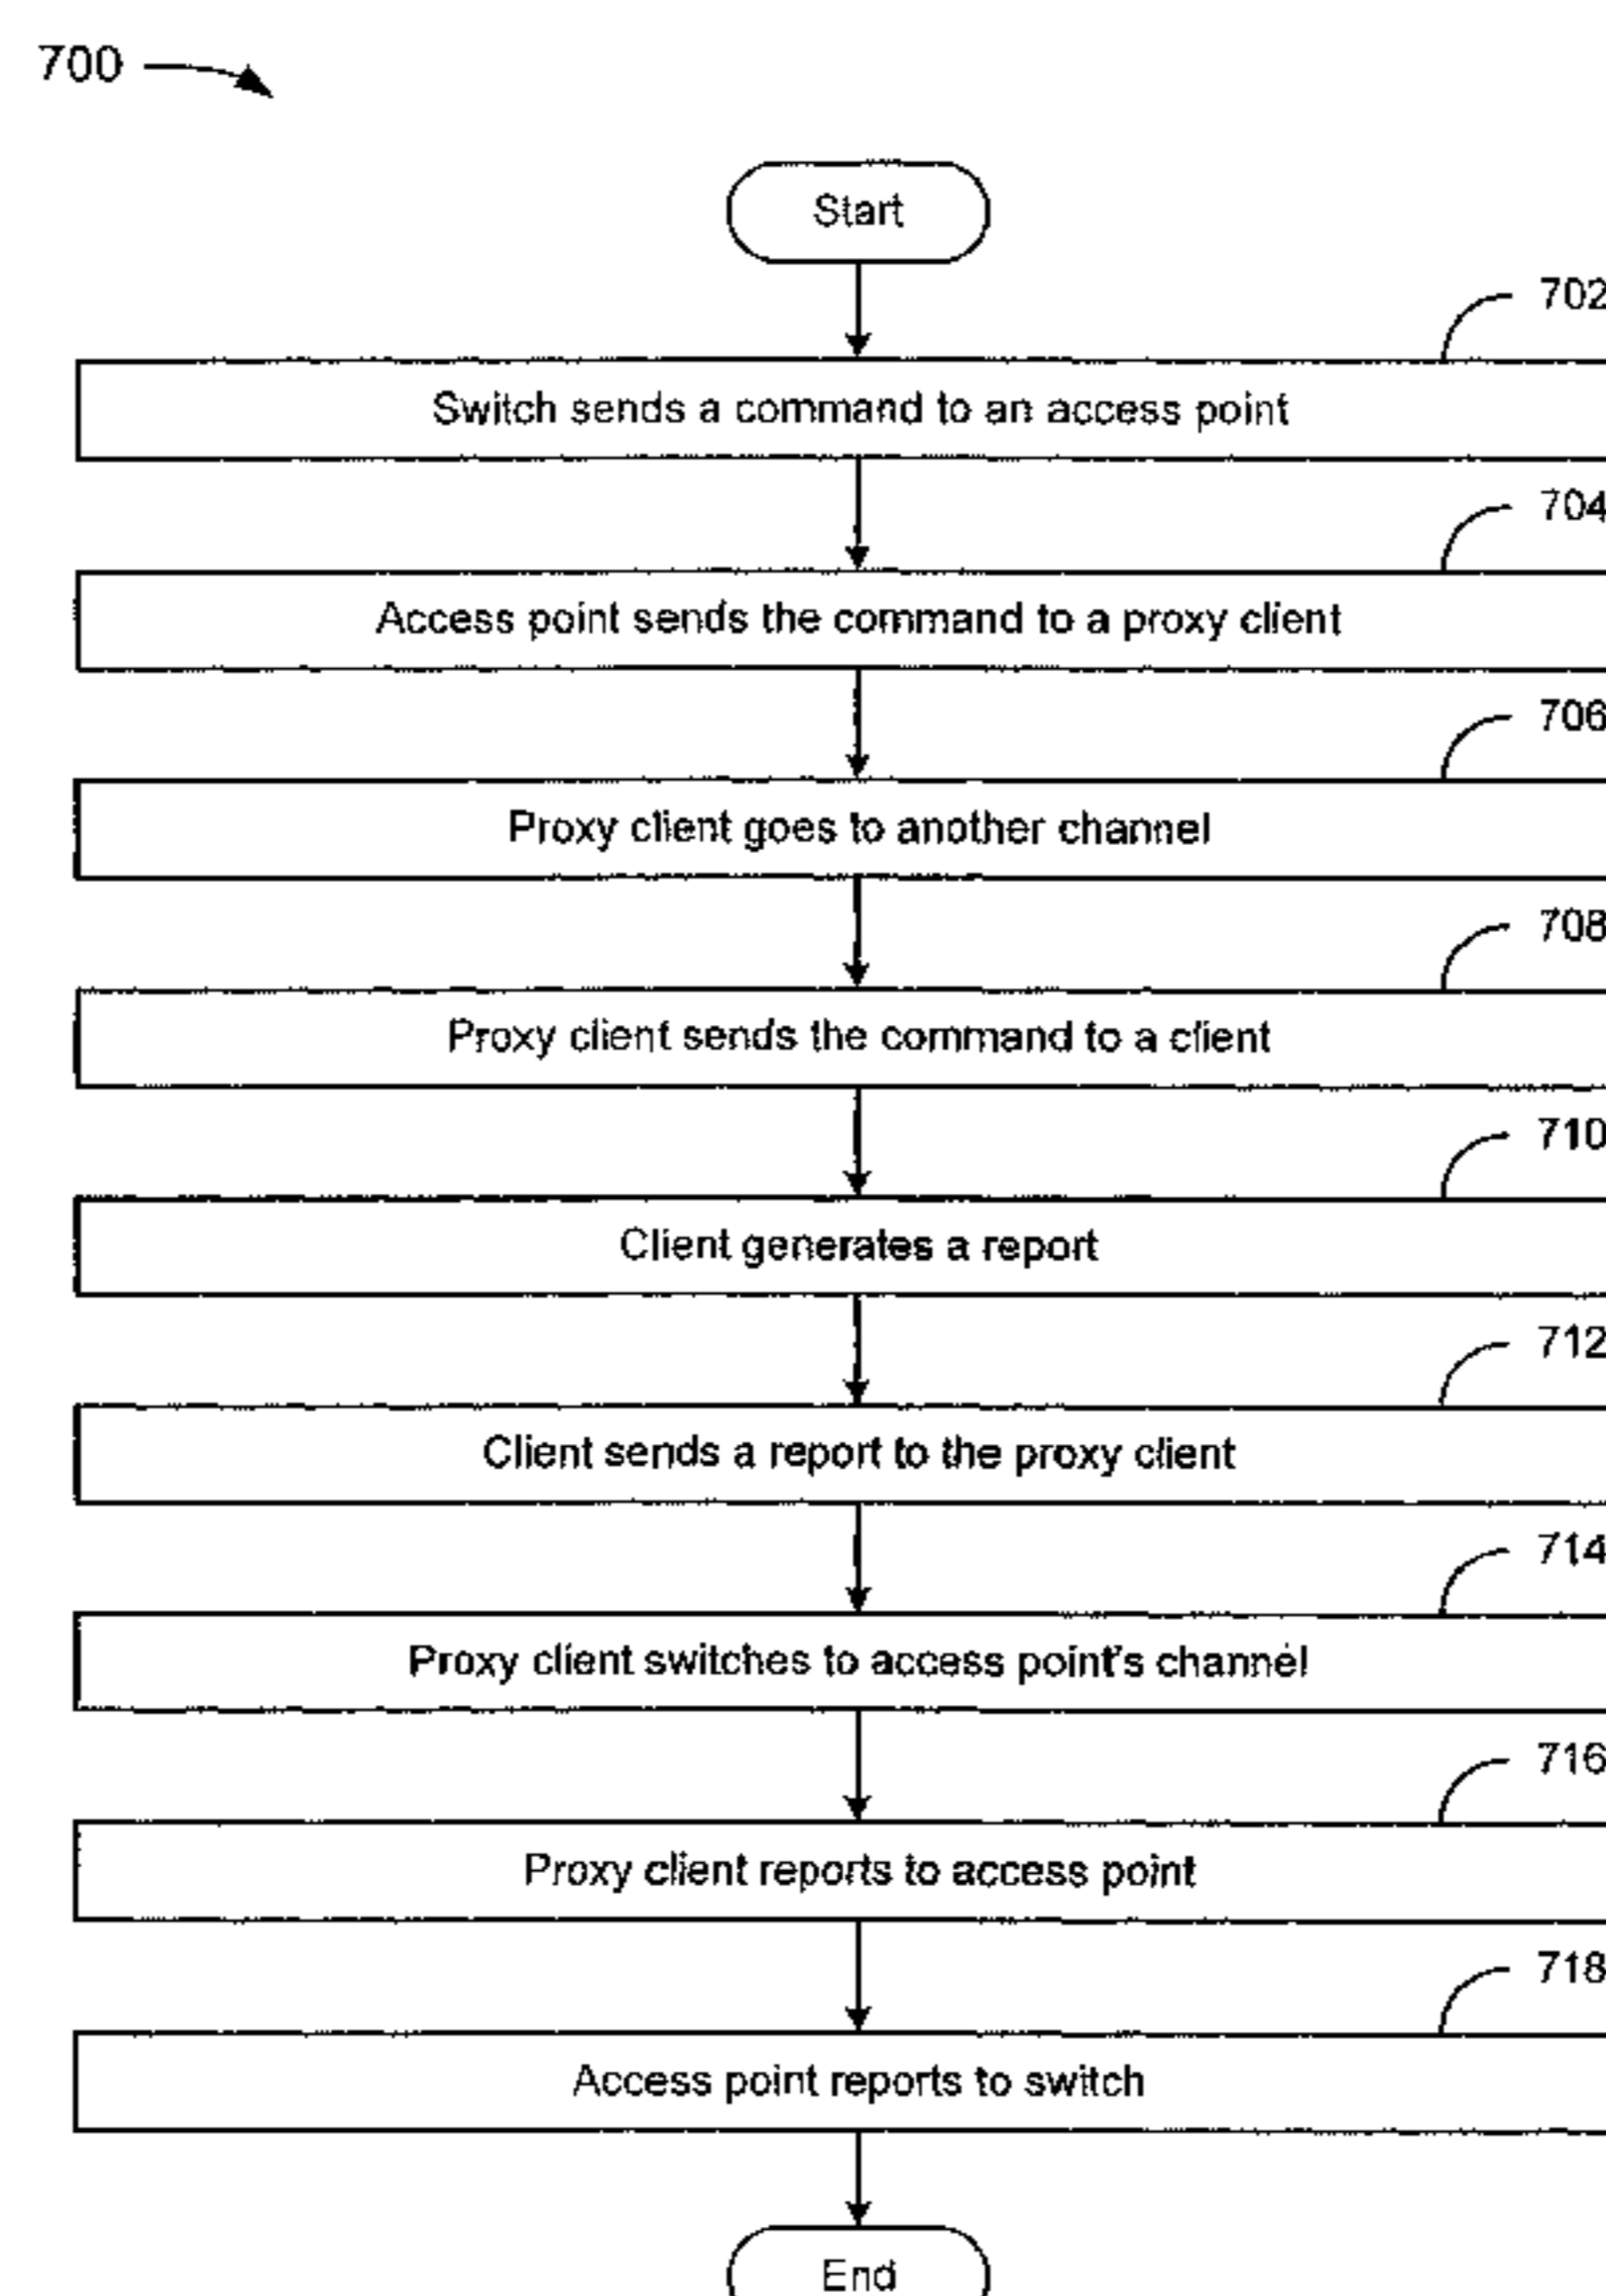 700
Start
702
Switch sends a command to an access point
704
Access point sends the command to a proxy client
706
Proxy client goes to another channel
708
Proxy client sends the command to a client
710
Client generates a report
712
Client sends a report to the proxy client
714
Proxy client switches to access point's channel
716
Proxy client reports to access point
718
Access point reports to switch
End